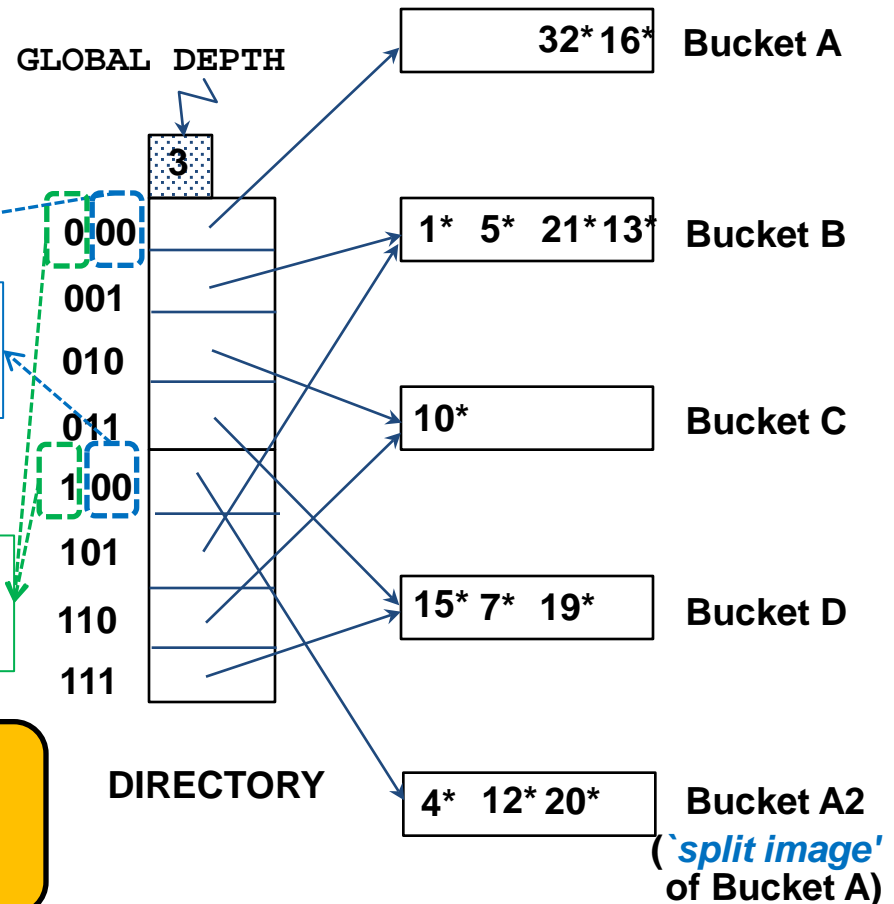 GLOBAL DEPTH
3
000
001
010
011
100
101
110
111
DIRECTORY
32* 16* Bucket A
1* 5* 21* 13* Bucket B
10* Bucket C
15* 7* 19* Bucket D
4* 12* 20* Bucket A2
(`split image'
of Bucket A)